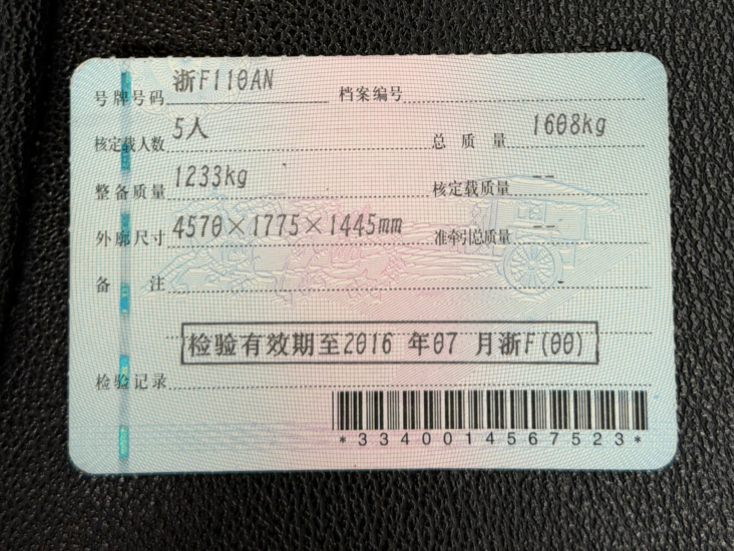 号牌号码 浙F110AN 档案编号
核定载人数 5人 总质量 1608kg
整备质量 1233kg 核定载质量 --
外廓尺寸 4570×1775×1445mm 准牵引总质量 --
备注
检验有效期至2016 年07 月浙F(00)
检验记录
*3340014567523*